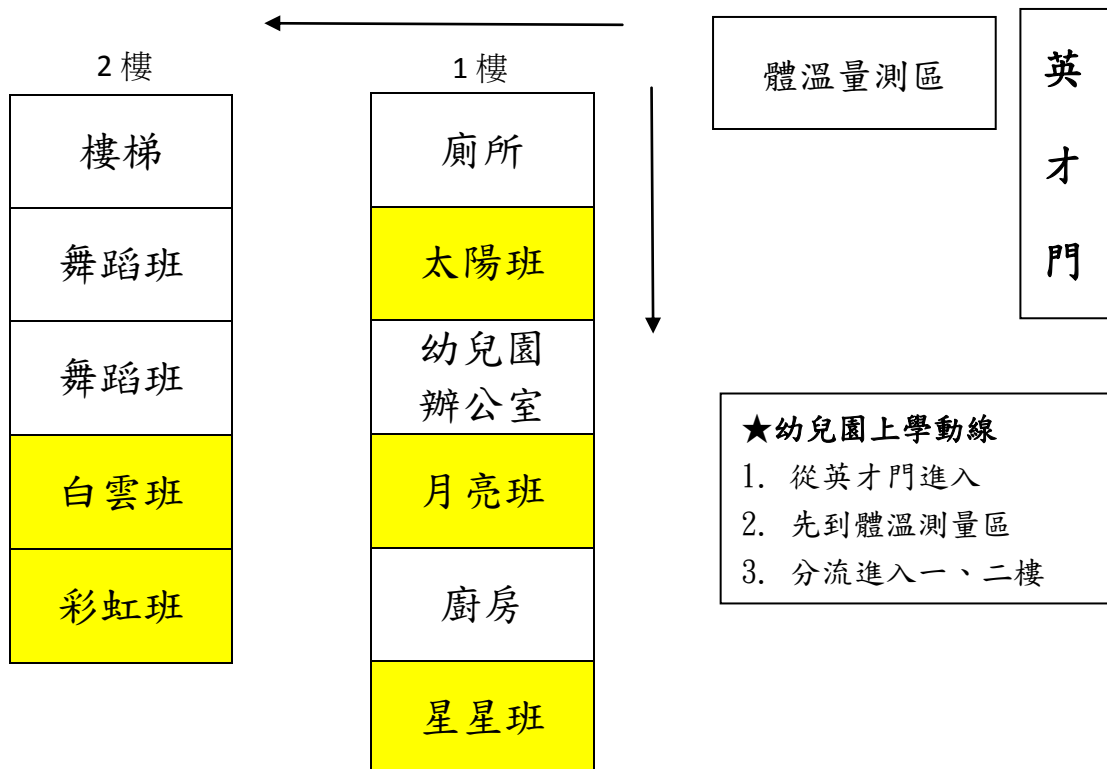 2 樓
樓梯
舞蹈班
舞蹈班
白雲班
彩虹班
1 樓
廁所
太陽班
幼兒園
辦公室
月亮班
廚房
星星班
體溫量測區
英
才
門
★幼兒園上學動線
1. 從英才門進入
2. 先到體溫測量區
3. 分流進入一、二樓